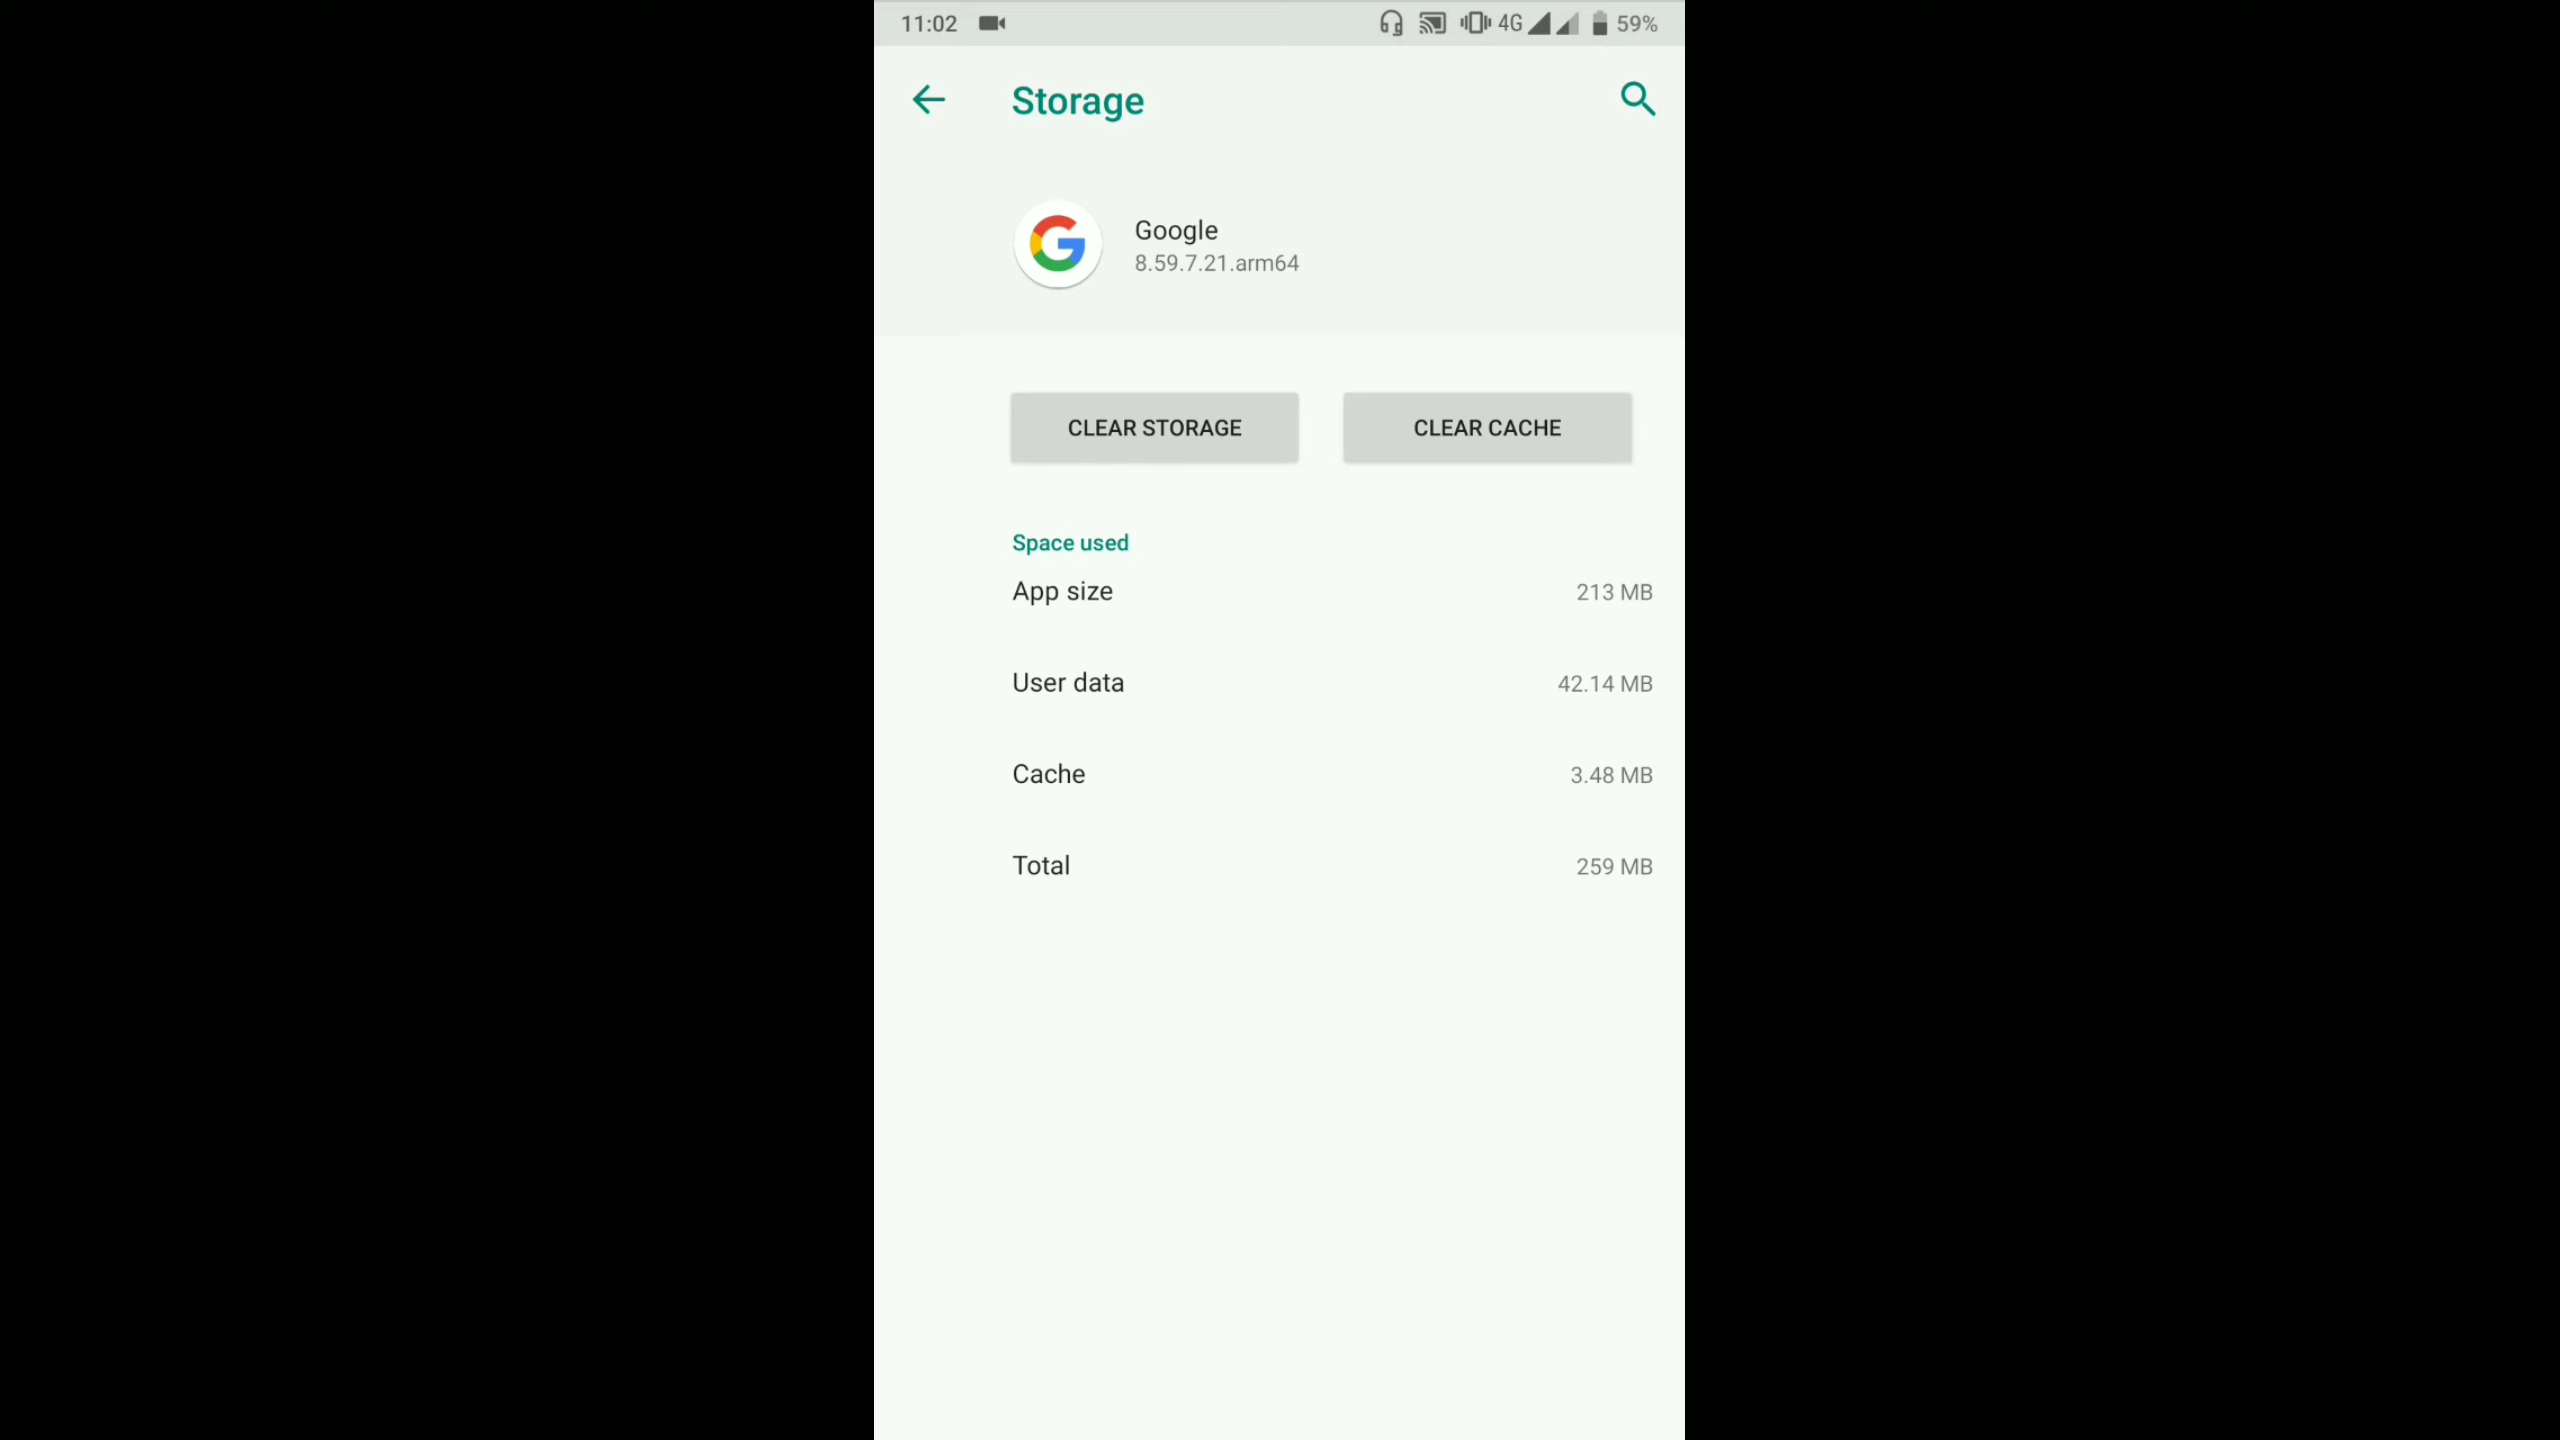 11:02 4G 59%
Storage
Google
8.59.7.21.arm64
CLEAR STORAGE CLEAR CACHE
Space used
App size 213 MB
User data 42.14 MB
Cache 3.48 MB
Total 259 MB